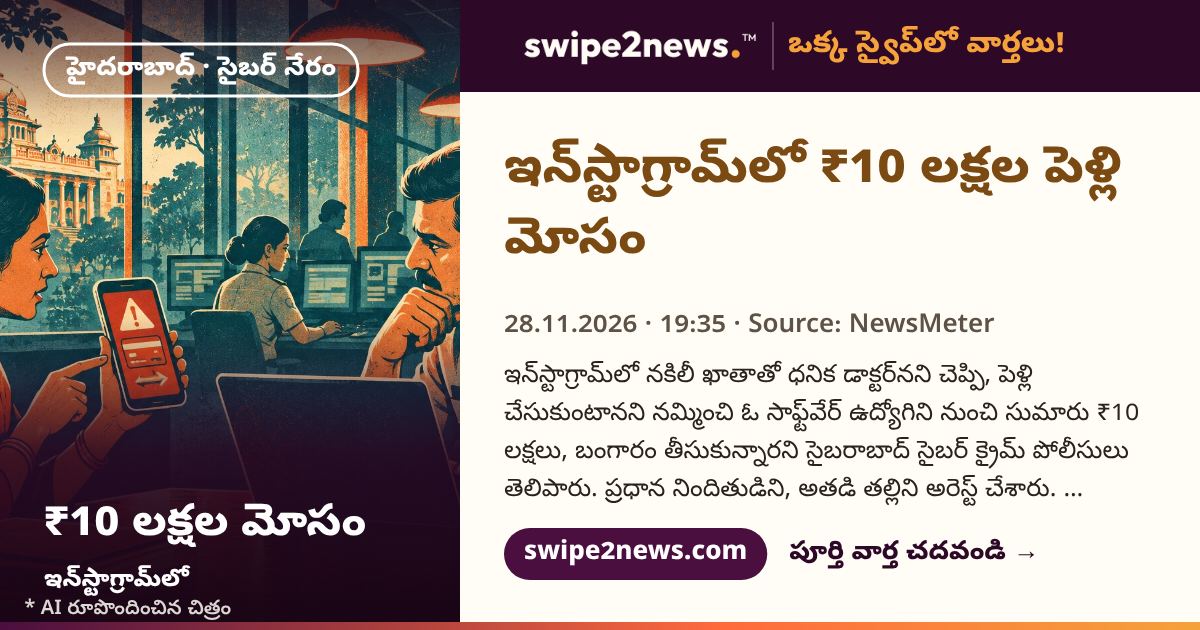 హైదరాబాద్ · సైబర్ నేరం
₹10 లక్షల మోసం
ఇన్‌స్టాగ్రామ్‌లో
* AI రూపొందించిన చిత్రం
swipe2news.™
ఒక్క స్వైప్‌లో వార్తలు!
ఇన్‌స్టాగ్రామ్‌లో ₹10 లక్షల పెళ్లి
మోసం
28.11.2026 · 19:35 · Source: NewsMeter
ఇన్‌స్టాగ్రామ్‌లో నకిలీ ఖాతాతో ధనిక డాక్టర్‌నని చెప్పి, పెళ్లి
చేసుకుంటానని నమ్మించి ఓ సాఫ్ట్‌వేర్ ఉద్యోగిని నుంచి సుమారు ₹10
లక్షలు, బంగారం తీసుకున్నారని సైబరాబాద్ సైబర్ క్రైమ్ పోలీసులు
తెలిపారు. ప్రధాన నిందితుడిని, అతడి తల్లిని అరెస్ట్ చేశారు. ...
swipe2news.com
పూర్తి వార్త చదవండి →